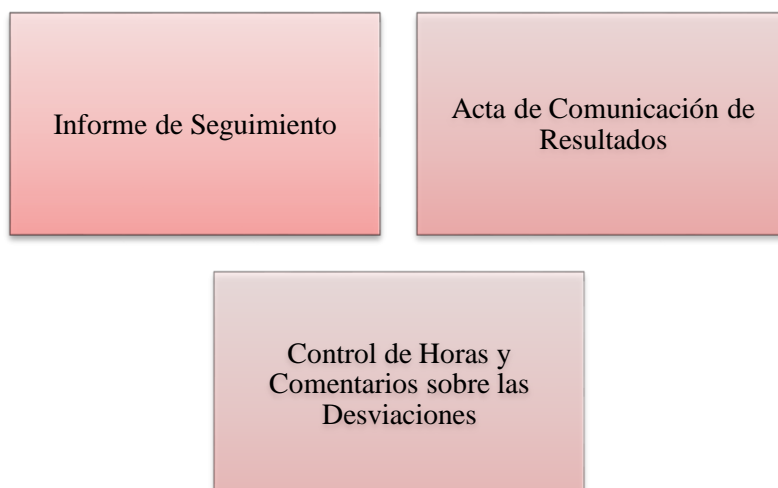 Informe de Seguimiento
Acta de Comunicación de
Resultados
Control de Horas y
Comentarios sobre las
Desviaciones